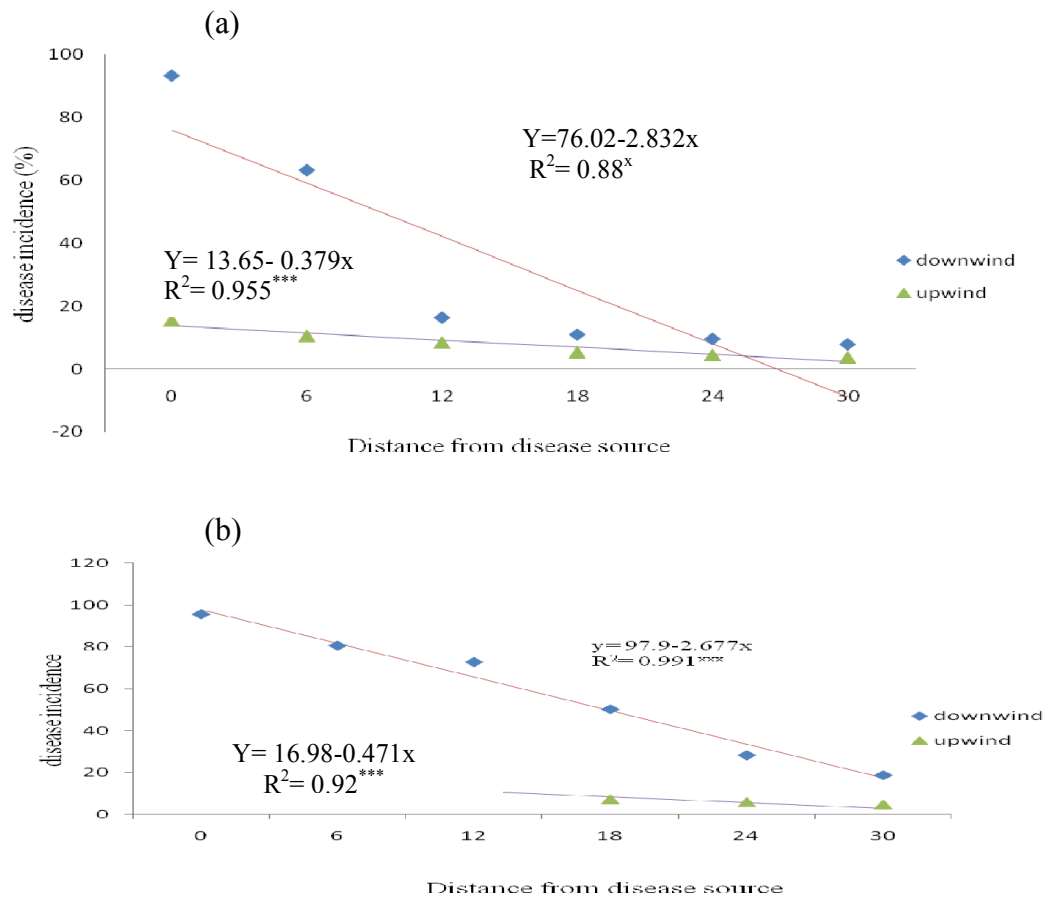 (a)
100
80
60
40
20
0
-20
disease incidence (%)
Y=76.02-2.832x
R²= 0.88ˣ
Y= 13.65- 0.379x
R²= 0.955***
downwind
upwind
0 6 12 18 24 30
Distance from disease source
(b)
120
100
80
60
40
20
0
disease incidence
y=97.9-2.677x
R²=0.991***
Y= 16.98-0.471x
R²= 0.92***
downwind
upwind
0 6 12 18 24 30
Distance from disease source